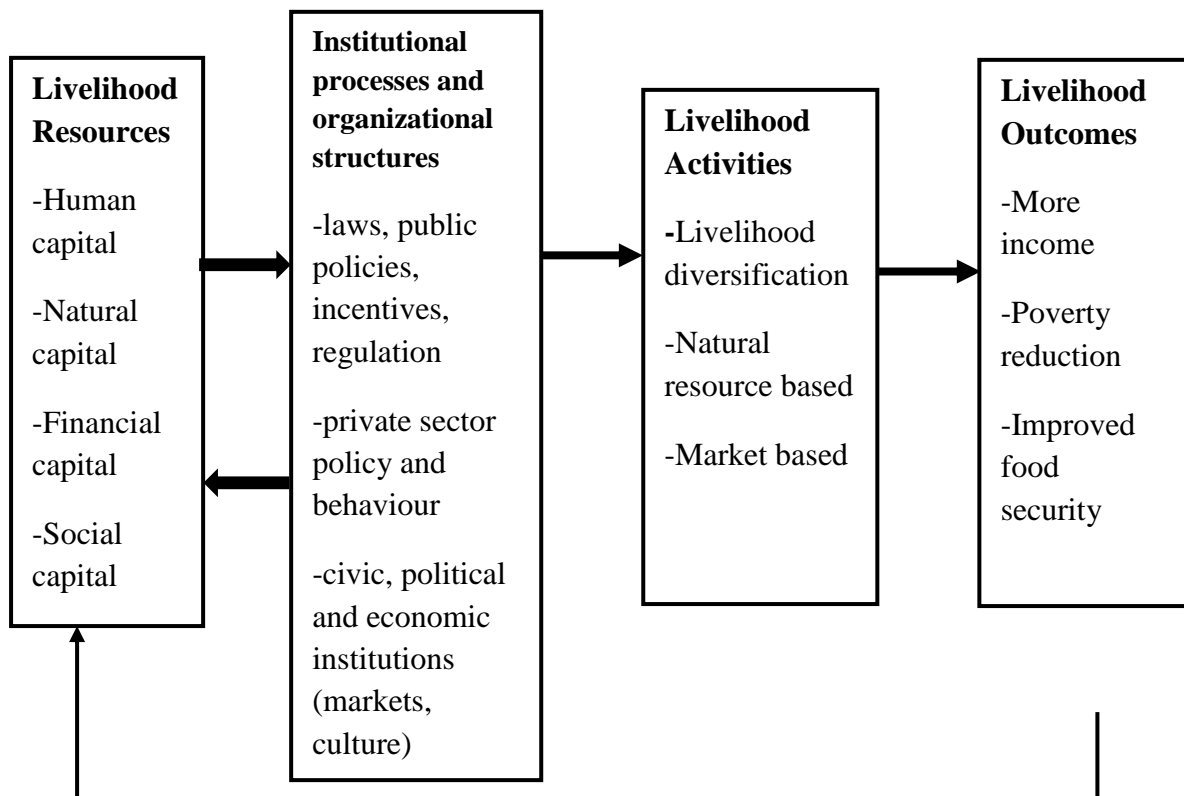 Livelihood
Resources
-Human
capital
-Natural
capital
-Financial
capital
-Social
capital
Institutional
processes and
organizational
structures
-laws, public
policies,
incentives,
regulation
-private sector
policy and
behaviour
-civic, political
and economic
institutions
(markets,
culture)
Livelihood
Activities
-Livelihood
diversification
-Natural
resource based
-Market based
Livelihood
Outcomes
-More
income
-Poverty
reduction
-Improved
food
security